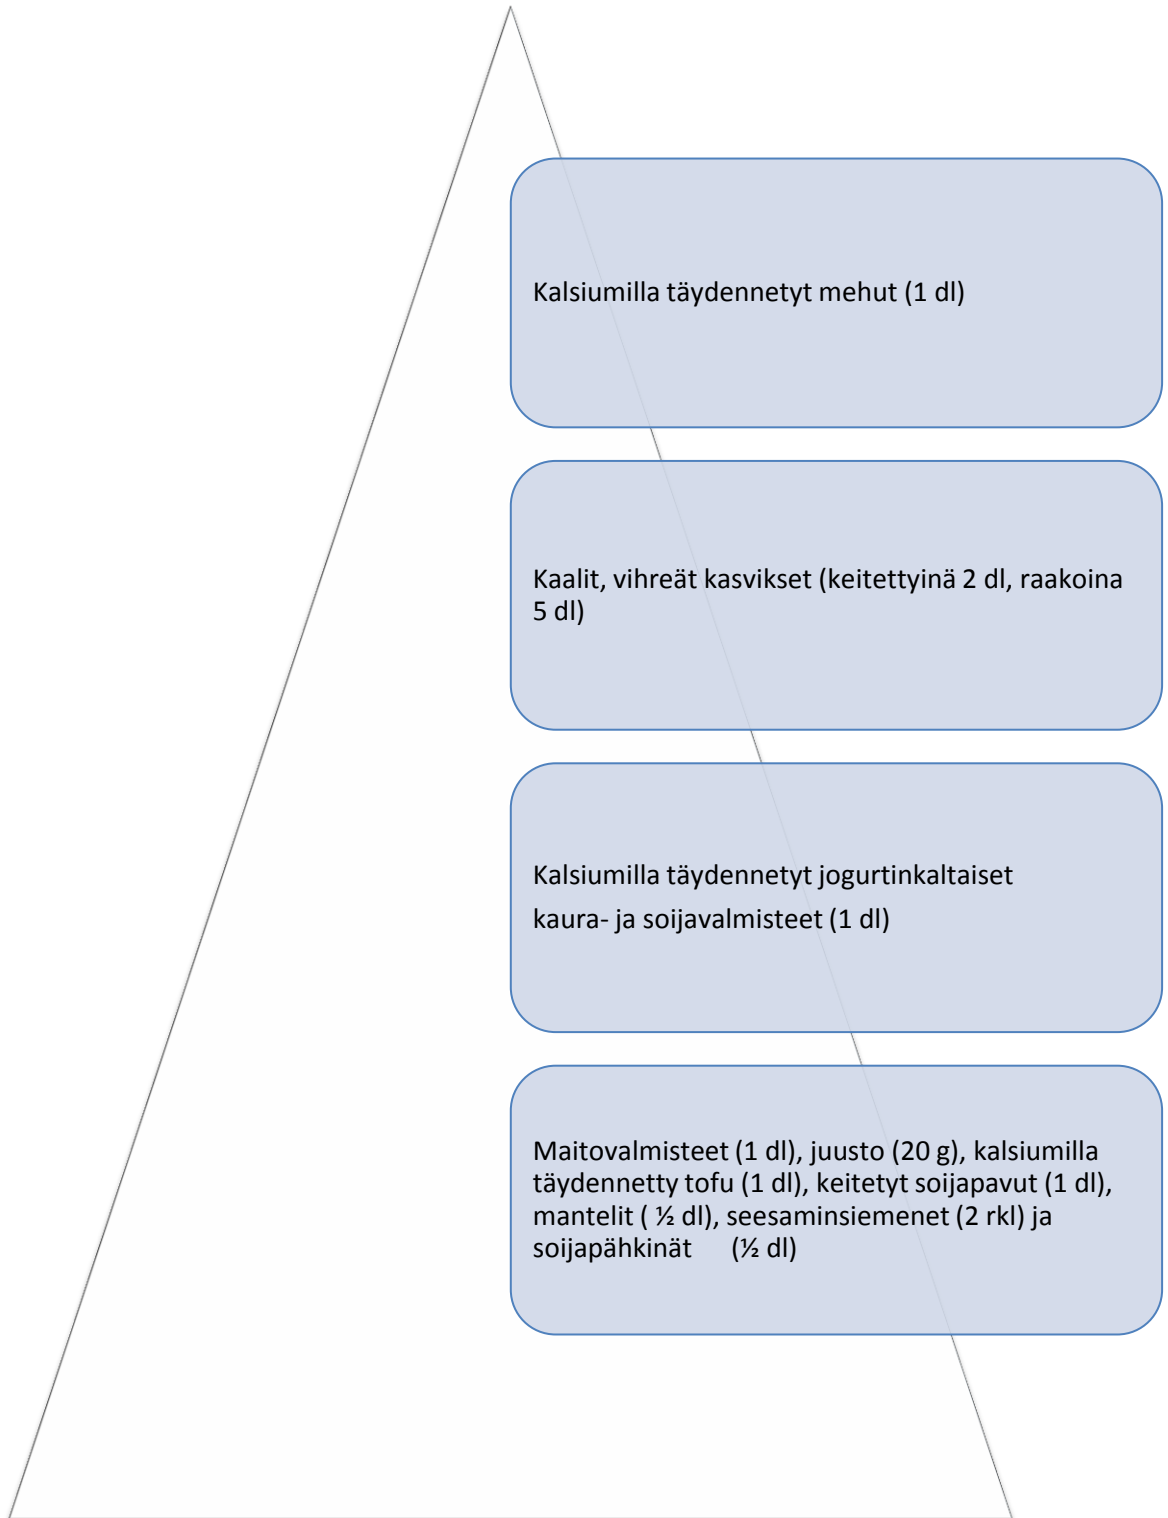 Kalsiumilla täydennetyt mehut (1 dl)
Kaalit, vihreät kasvikset (keitettyinä 2 dl, raakoina
5 dl)
Kalsiumilla täydennetyt jogurtinkaltaiset
kaura- ja soijavalmisteet (1 dl)
Maitovalmisteet (1 dl), juusto (20 g), kalsiumilla
täydennetty tofu (1 dl), keitetyt soijapavut (1 dl),
mantelit ( ½ dl), seesaminsiemenet (2 rkl) ja
soijapähkinät (½ dl)